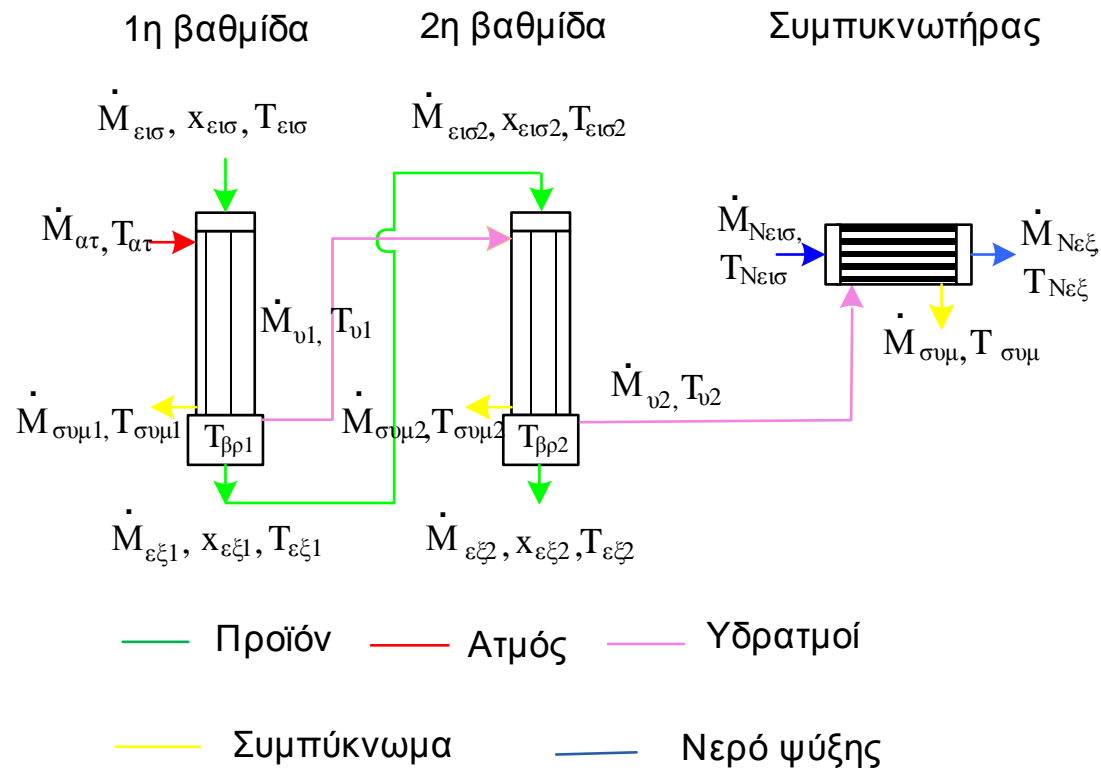 1η βαθμίδα 2η βαθμίδα Συμπυκνωτήρας
Ṁεισ, xεισ, Tεισ Ṁεισ2, xεισ2,Tεισ2
Ṁατ, Tατ ṀNεισ, ṀNεξ,
TNεισ TNεξ
Ṁυ1, Tυ1 Ṁσυμ, Tσυμ
Ṁυ2, Tυ2
Ṁσυμ1, Tσυμ1 Tβρ1 Ṁσυμ2, Tσυμ2 Tβρ2
Ṁεξ1, xεξ1, Tεξ1 Ṁεξ2, xεξ2, Tεξ2
Προϊόν Ατμός Υδρατμοί
Συμπύκνωμα Νερό ψύξης